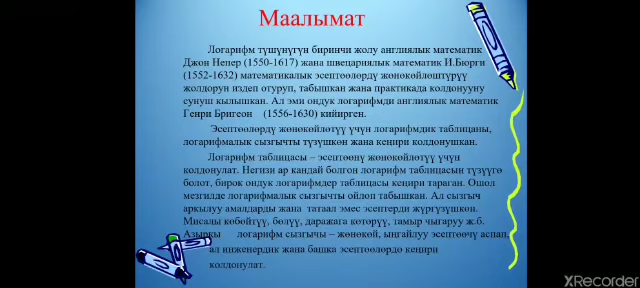 Маалымат
Логарифм түшүнүгүн биринчи жолу англиялык математик
Джон Непер (1550-1617) жана швецариялык математик И.Бюрги
(1552-1632) математикалык эсептөөлөрдү жөнөкөйлөштүрүү
жолдорун издеп отуруп, табышкан жана практикада колдонууну
сунуш кылышкан. Ал эми ондук логарифмди англиялык математик
Генри Бригсон (1556-1630) кийирген.
Эсептөөлөрдү жөнөкөйлөтүү үчүн логарифмдик таблицаны,
логарифмалык сызгычты түзүшкөн жана кеңири колдонушкан.
Логарифм таблицасы – эсептөөнү жөнөкөйлөтүү үчүн
колдонулат. Негизи ар кандай болгон логарифм таблицасын түзүүгө
болот, бирок ондук логарифмдер таблицасы кеңири тараган. Ошол
мезгилде логарифмалык сызгычты ойлоп табышкан. Ал сызгыч
аркылуу амалдарды жана татаал эмес эсептерди жүргүзүшкөн.
Мисалы көбөйтүү, бөлүү, даражага көтөрүү, тамыр чыгаруу ж.б.
Азыркы логарифм сызгычы – жөнөкөй, ыңгайлуу эсептөөчү аспап,
ал инженердик жана башка эсептөөлөрдө кеңири
колдонулат.
XRecorder